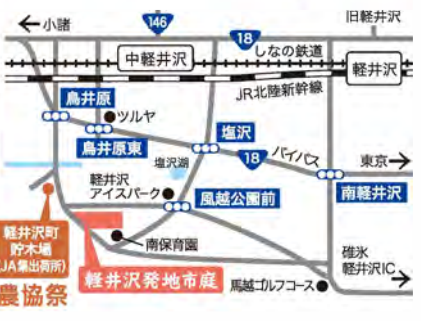 146
小諸
18
旧軽井沢
しなの鉄道
中軽井沢
軽井沢
JR北陸新幹線
鳥井原
ツルヤ
鳥井原東
塩沢
塩沢湖
18
バイパス
東京
軽井沢
アイスパーク
風越公園前
南軽井沢
軽井沢町
貯木場
(JA集出荷所)
農協祭
南保育園
軽井沢発地市庭
馬越ゴルフコース
碓氷
軽井沢IC